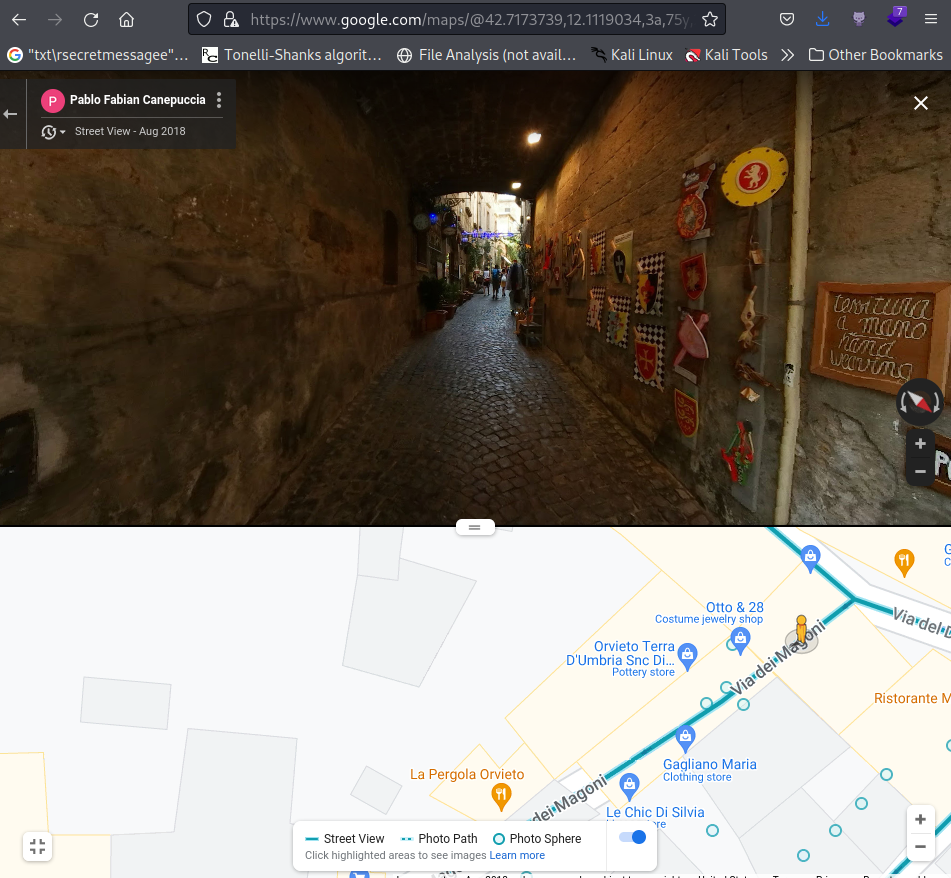 https://www.google.com/maps/@42.7173739,12.1119034,3a,75y,
7
"txt\rsecretmessagee"…
Tonelli-Shanks algorit…
File Analysis (not avail…
Kali Linux
Kali Tools
Other Bookmarks
P
Pablo Fabian Canepuccia
Street View - Aug 2018
tessitura
a mano
hand
weaving
Otto & 28
Costume jewelry shop
Orvieto Terra
D'Umbria Snc Di...
Pottery store
Via dei Magoni
Via del D
Ristorante M
Gagliano Maria
Clothing store
La Pergola Orvieto
dei Magoni
Le Chic Di Silvia
Street View
Photo Path
Photo Sphere
Click highlighted areas to see images Learn more